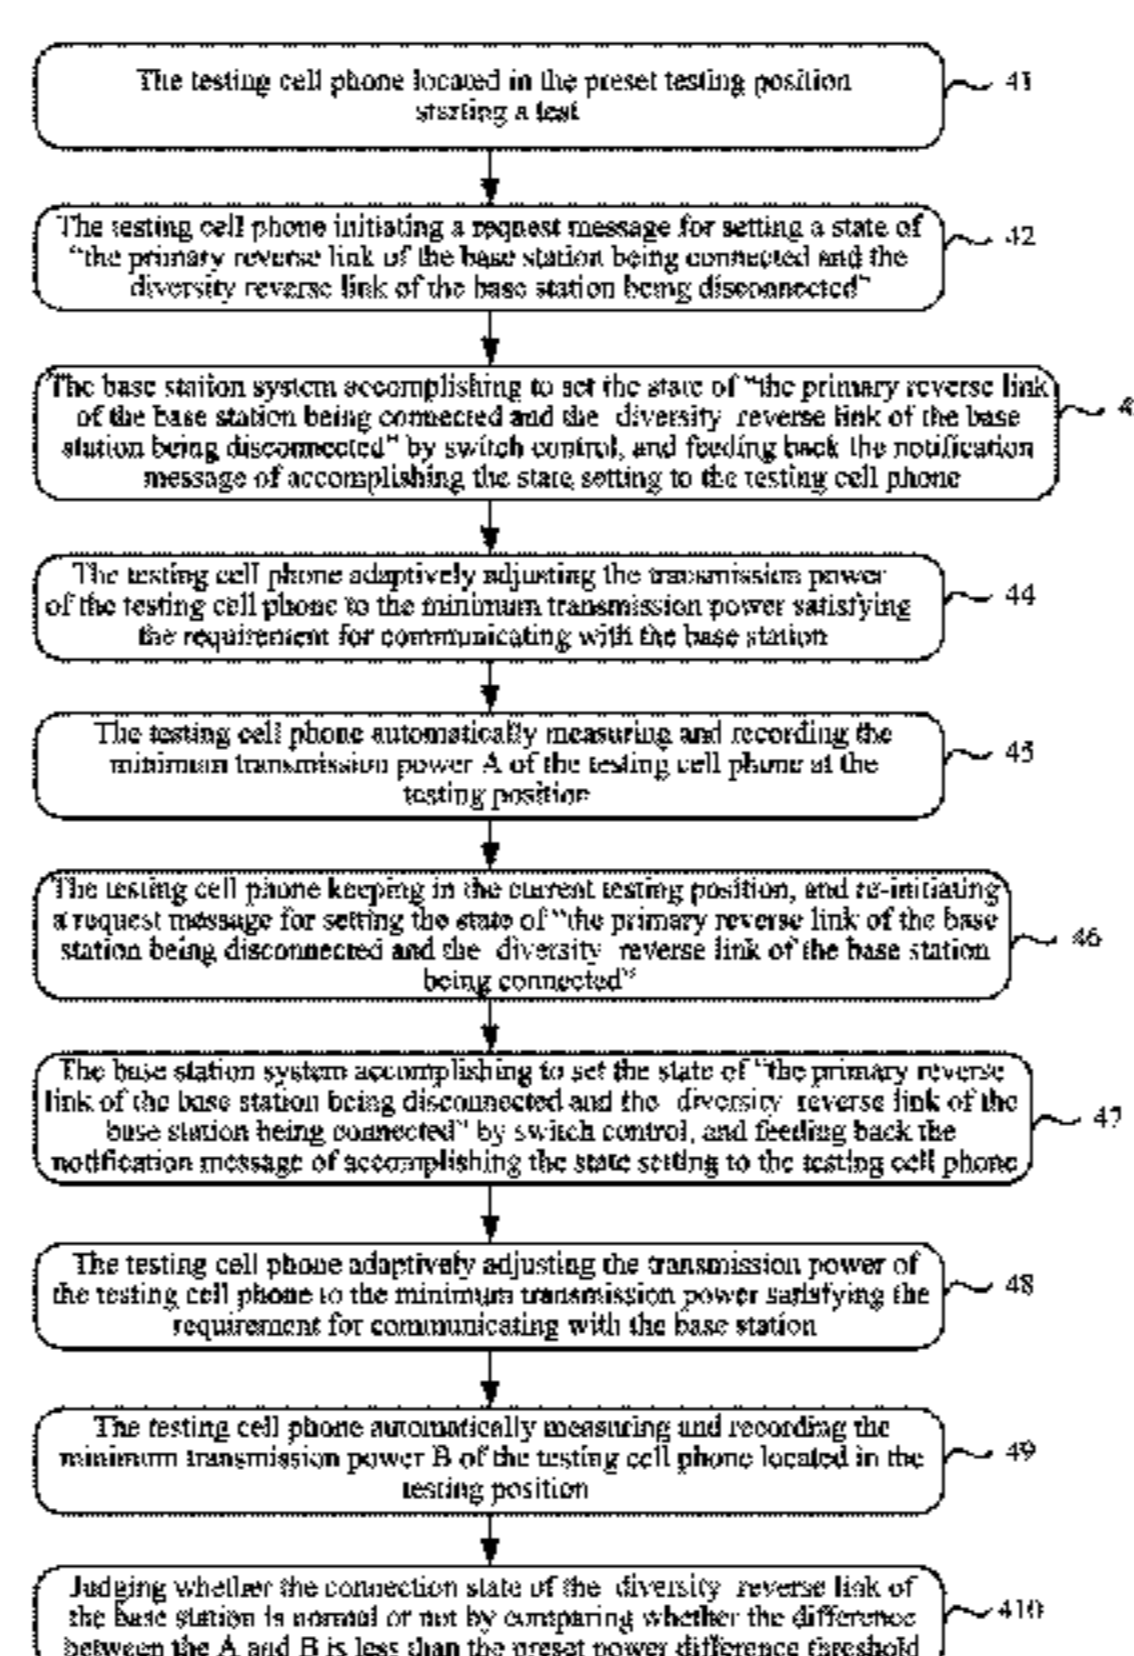 The testing cell phone located in the preset testing position
starting a test
41
The testing cell phone initiating a request message for setting a state of
“the primary reverse link of the base station being connected and the
diversity reverse link of the base station being disconnected”
42
The base station system accomplishing to set the state of “the primary reverse link
of the base station being connected and the diversity reverse link of the base
station being disconnected” by switch control, and feeding back the notification
message of accomplishing the state setting to the testing cell phone
4
The testing cell phone adaptively adjusting the transmission power
of the testing cell phone to the minimum transmission power satisfying
the requirement for communicating with the base station
44
The testing cell phone automatically measuring and recording the
minimum transmission power A of the testing cell phone at the
testing position
45
The testing cell phone keeping in the current testing position, and re-initiating
a request message for setting the state of “the primary reverse link of the base
station being disconnected and the diversity reverse link of the base station
being connected”
46
The base station system accomplishing to set the state of “the primary reverse
link of the base station being disconnected and the diversity reverse link of the
base station being connected” by switch control, and feeding back the
notification message of accomplishing the state setting to the testing cell phone
47
The testing cell phone adaptively adjusting the transmission power of
the testing cell phone to the minimum transmission power satisfying the
requirement for communicating with the base station
48
The testing cell phone automatically measuring and recording the
minimum transmission power B of the testing cell phone located in the
testing position
49
Judging whether the connection state of the diversity reverse link of
the base station is normal or not by comparing whether the difference
between the A and B is less than the preset power difference threshold
410